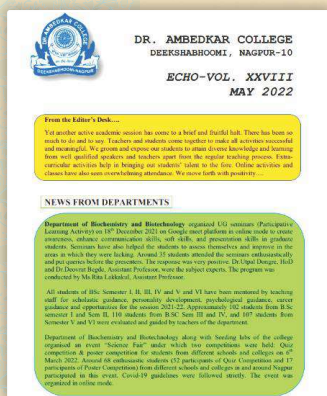 DR. AMBEDKAR COLLEGE
DEEKSHABHOOMI, NAGPUR-10
ECHO-VOL. XXVIII
MAY 2022
From the Editor's Desk....
Yet another active academic session has come to a brief and fruitful halt. There has been so
much to do and to say. Teachers and students come together to make all activities successful
and meaningful. We groom and expose our students to attain diverse knowledge and learning
from well qualified speakers and teachers apart from the regular teaching process. Extra-
curricular activities help in bringing out students' talent to the fore. Online activities and
classes have also seen overwhelming attendance. We move forth with positivity....
NEWS FROM DEPARTMENTS
Department of Biochemistry and Biotechnology organized UG seminars (Participative
Learning Activity) on 18th December 2021 on Google meet platform in online mode to create
awareness, enhance communication skills, soft skills, and presentation skills in graduate
students. Seminars have also helped the students to assess themselves and improve in the
areas in which they were lacking. Around 35 students attended the seminars enthusiastically
and put queries before the presenters. The response was very positive. Dr.Utpal Dongre, HoD
and Dr.Deovrat Begde, Assistant Professor, were the subject experts. The program was
conducted by Ms.Rita Lakkakul, Assistant Professor.
All students of BSc Semester I, II, III, IV and V and VI have been mentored by teaching
staff for scholastic guidance, personality development, psychological guidance, career
guidance and opportunities for the session 2021-22. Approximately 102 students from B.Sc
semester I and Sem II, 110 students from B.SC Sem III and IV, and 107 students from
Semester V and VI were evaluated and guided by teachers of the department.
Department of Biochemistry and Biotechnology along with Seeding labs of the college
organised an event "Science Fair" under which two competitions were held: Quiz
competition & poster competition for students from different schools and colleges on 6th
March 2022. Around 68 enthusiastic students (52 participants of Quiz Competition and 17
participants of Poster Competition) from different schools and colleges in and around Nagpur
participated in this event. Covid-19 guidelines were followed strictly. The event was
organized in online mode.